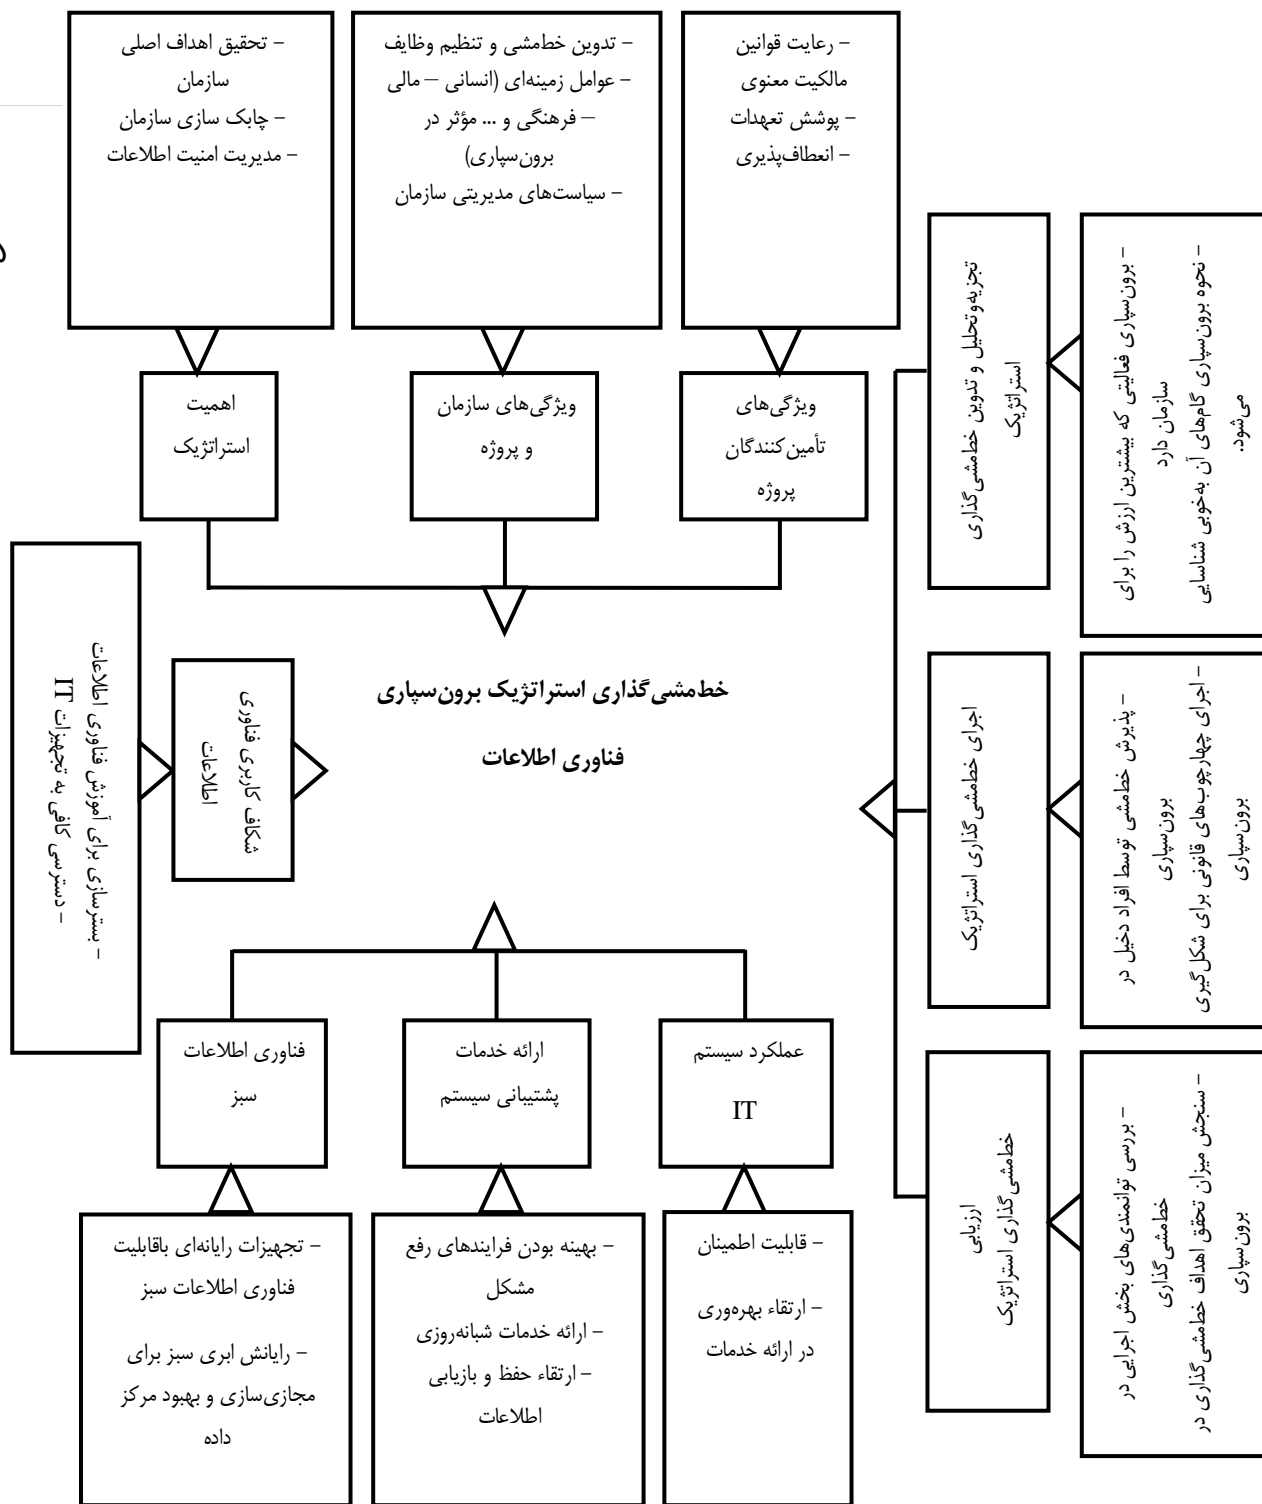 - رعایت قوانین
مالکیت معنوی
- پوشش تعهدات
- انعطاف‌پذیری
- تدوین خط‌مشی و تنظیم وظایف
- عوامل زمینه‌ای (انسانی – مالی
– فرهنگی و ... مؤثر در
برون‌سپاری)
- سیاست‌های مدیریتی سازمان
- تحقیق اهداف اصلی
سازمان
- چابک سازی سازمان
- مدیریت امنیت اطلاعات
ویژگی‌های
تأمین‌کنندگان
پروژه
ویژگی‌های سازمان
و پروژه
اهمیت
استراتژیک
- برون‌سپاری فعالیتی که بیشترین ارزش را برای
سازمان دارد
- نحوه برون‌سپاری گام‌های آن به‌خوبی شناسایی
می‌شود.
تجزیه‌وتحلیل و تدوین خط‌مشی‌گذاری
استراتژیک
- پذیرش خط‌مشی توسط افراد دخیل در
برون‌سپاری
- اجرای چهارچوب‌های قانونی برای شکل‌گیری
برون‌سپاری
اجرای خط‌مشی‌گذاری استراتژیک
- بررسی توانمندی‌های بخش اجرایی در
خط‌مشی‌گذاری
- سنجش میزان تحقق اهداف خط‌مشی‌گذاری در
برون‌سپاری
ارزیابی
خط‌مشی‌گذاری استراتژیک
خط‌مشی‌گذاری استراتژیک برون‌سپاری
فناوری اطلاعات
شکاف کاربری فناوری
اطلاعات
- بسترسازی برای آموزش فناوری اطلاعات
- دسترسی کافی به تجهیزات IT
عملکرد سیستم
IT
ارائه خدمات
پشتیبانی سیستم
فناوری اطلاعات
سبز
- قابلیت اطمینان
- ارتقاء بهره‌وری
در ارائه خدمات
- بهینه بودن فرایندهای رفع
مشکل
- ارائه خدمات شبانه‌روزی
- ارتقاء حفظ و بازیابی
اطلاعات
- تجهیزات رایانه‌ای باقابلیت
فناوری اطلاعات سبز
- رایانش ابری سبز برای
مجازی‌سازی و بهبود مرکز
داده